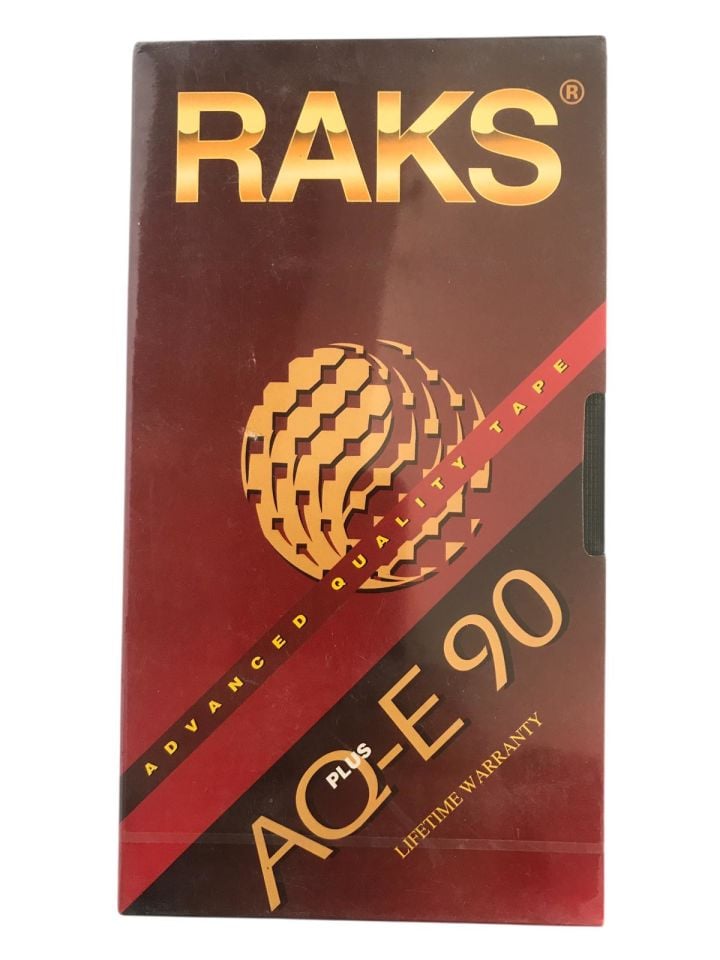 RAKS®
ADVANCED QUALITY TAPE
AQ-E 90
PLUS
LIFETIME WARRANTY